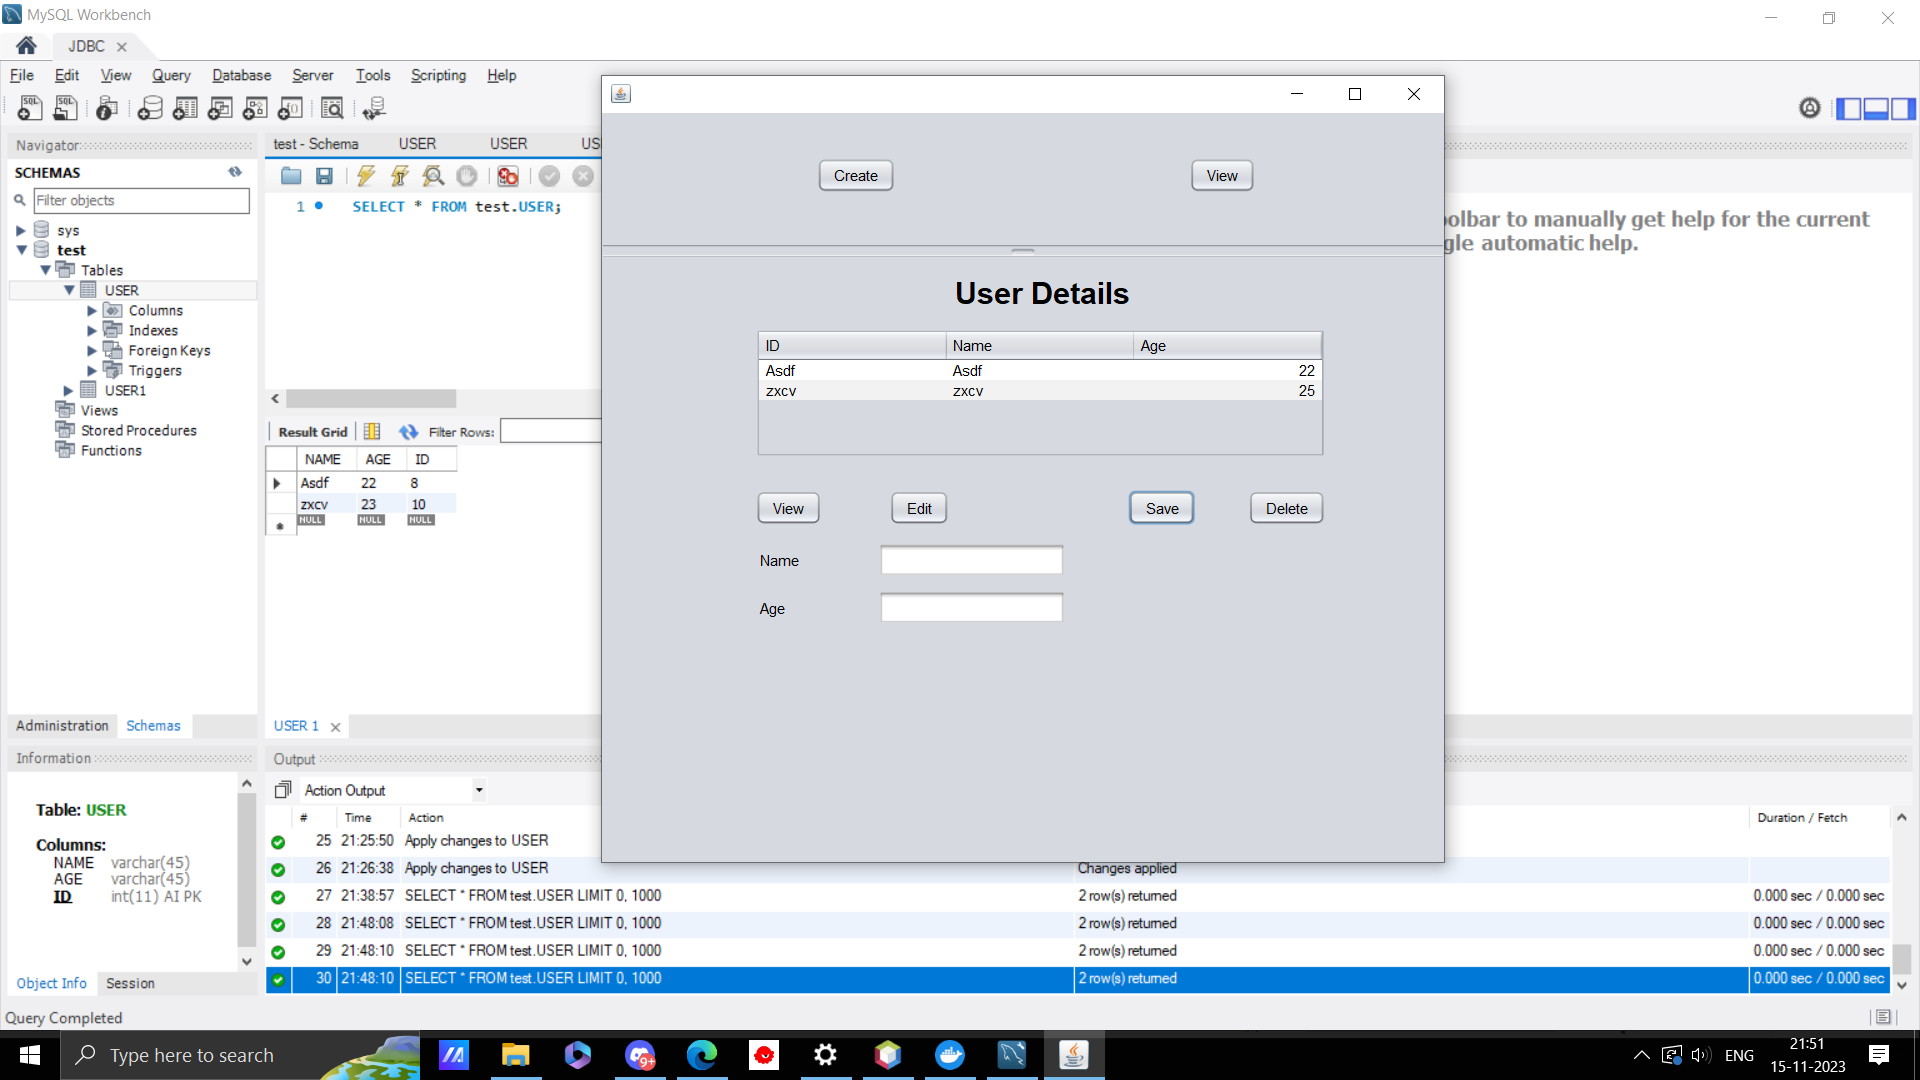 MySQL Workbench
JDBC
File Edit View Query Database Server Tools Scripting Help
Navigator
SCHEMAS
Filter objects
sys
test
Tables
USER
Columns
Indexes
Foreign Keys
Triggers
USER1
Views
Stored Procedures
Functions
Administration Schemas
Information
Table: USER
Columns:
NAME varchar(45)
AGE varchar(45)
ID int(11) AI PK
Object Info Session
test - Schema USER USER US
1 SELECT * FROM test.USER;
Result Grid Filter Rows:
NAME AGE ID
Asdf 22 8
zxcv 23 10
NULL NULL NULL
USER 1
Create View
User Details
ID Name Age
Asdf Asdf 22
zxcv zxcv 25
View Edit Save Delete
Name
Age
olbar to manually get help for the current
gle automatic help.
Output
Action Output
# Time Action Duration / Fetch
25 21:25:50 Apply changes to USER
26 21:26:38 Apply changes to USER Changes applied
27 21:38:57 SELECT * FROM test.USER LIMIT 0, 1000 2 row(s) returned 0.000 sec / 0.000 sec
28 21:48:08 SELECT * FROM test.USER LIMIT 0, 1000 2 row(s) returned 0.000 sec / 0.000 sec
29 21:48:10 SELECT * FROM test.USER LIMIT 0, 1000 2 row(s) returned 0.000 sec / 0.000 sec
30 21:48:10 SELECT * FROM test.USER LIMIT 0, 1000 2 row(s) returned 0.000 sec / 0.000 sec
Query Completed
Type here to search
9+
ENG
21:51
15-11-2023